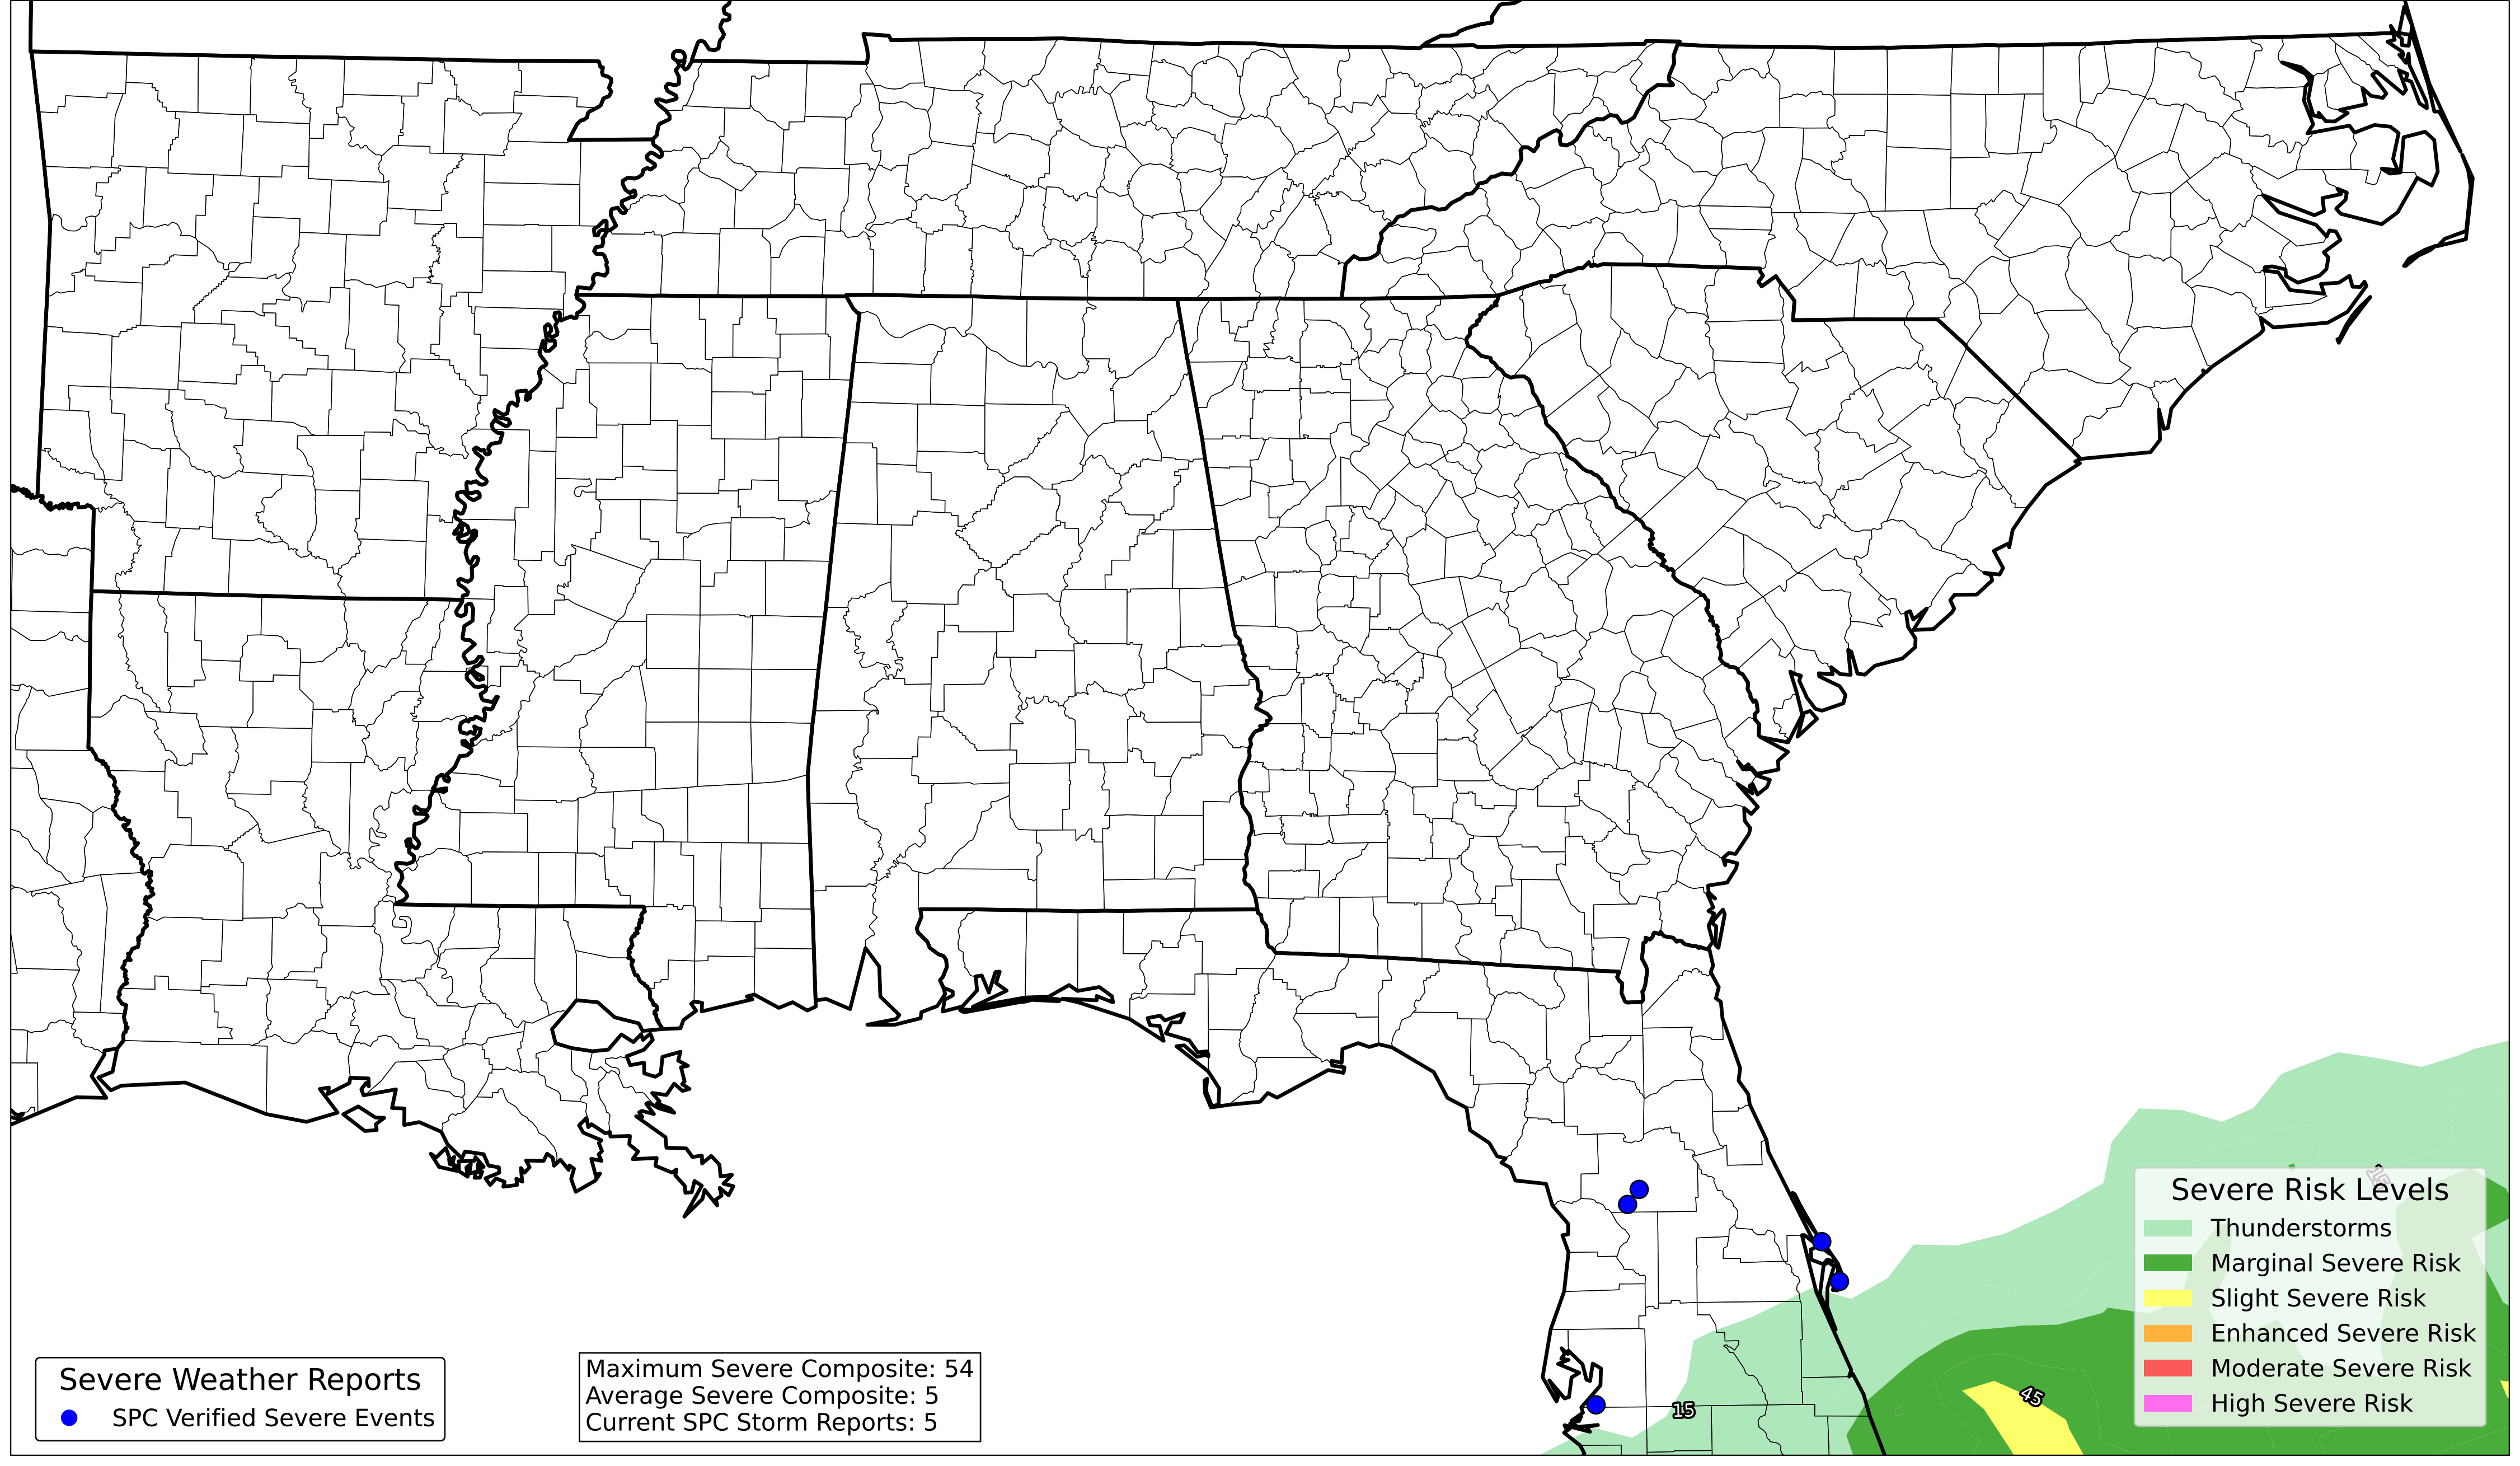 15
45
Severe Weather Reports
SPC Verified Severe Events
Maximum Severe Composite: 54
Average Severe Composite: 5
Current SPC Storm Reports: 5
Severe Risk Levels
Thunderstorms
Marginal Severe Risk
Slight Severe Risk
Enhanced Severe Risk
Moderate Severe Risk
High Severe Risk